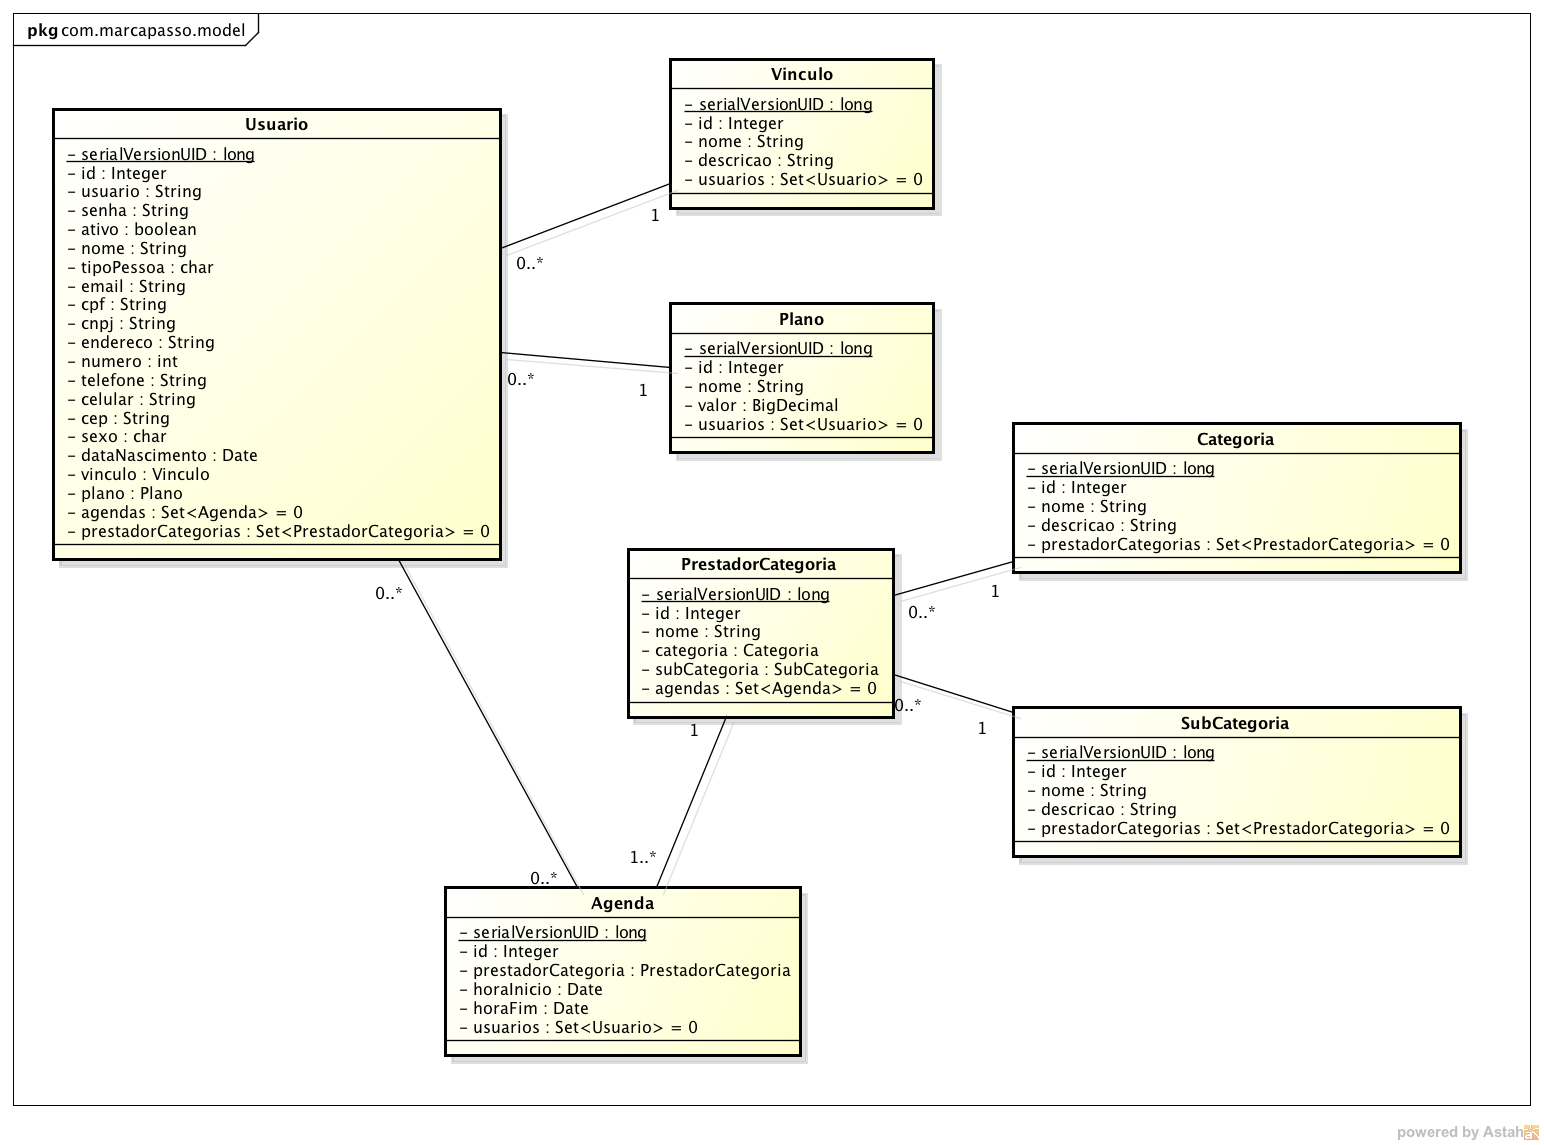 pkg com.marcapasso.model
Vinculo
- serialVersionUID : long
- id : Integer
- nome : String
- descricao : String
- usuarios : Set<Usuario> = 0
Usuario
- serialVersionUID : long
- id : Integer
- usuario : String
- senha : String
- ativo : boolean
- nome : String
- tipoPessoa : char
- email : String
- cpf : String
- cnpj : String
- endereco : String
- numero : int
- telefone : String
- celular : String
- cep : String
- sexo : char
- dataNascimento : Date
- vinculo : Vinculo
- plano : Plano
- agendas : Set<Agenda> = 0
- prestadorCategorias : Set<PrestadorCategoria> = 0
1
0..*
Plano
- serialVersionUID : long
- id : Integer
- nome : String
- valor : BigDecimal
- usuarios : Set<Usuario> = 0
0..*
1
Categoria
- serialVersionUID : long
- id : Integer
- nome : String
- descricao : String
- prestadorCategorias : Set<PrestadorCategoria> = 0
PrestadorCategoria
- serialVersionUID : long
- id : Integer
- nome : String
- categoria : Categoria
- subCategoria : SubCategoria
- agendas : Set<Agenda> = 0
0..*
1
0..*
0..*
1
1
SubCategoria
- serialVersionUID : long
- id : Integer
- nome : String
- descricao : String
- prestadorCategorias : Set<PrestadorCategoria> = 0
1..*
0..*
Agenda
- serialVersionUID : long
- id : Integer
- prestadorCategoria : PrestadorCategoria
- horaInicio : Date
- horaFim : Date
- usuarios : Set<Usuario> = 0
powered by Astah